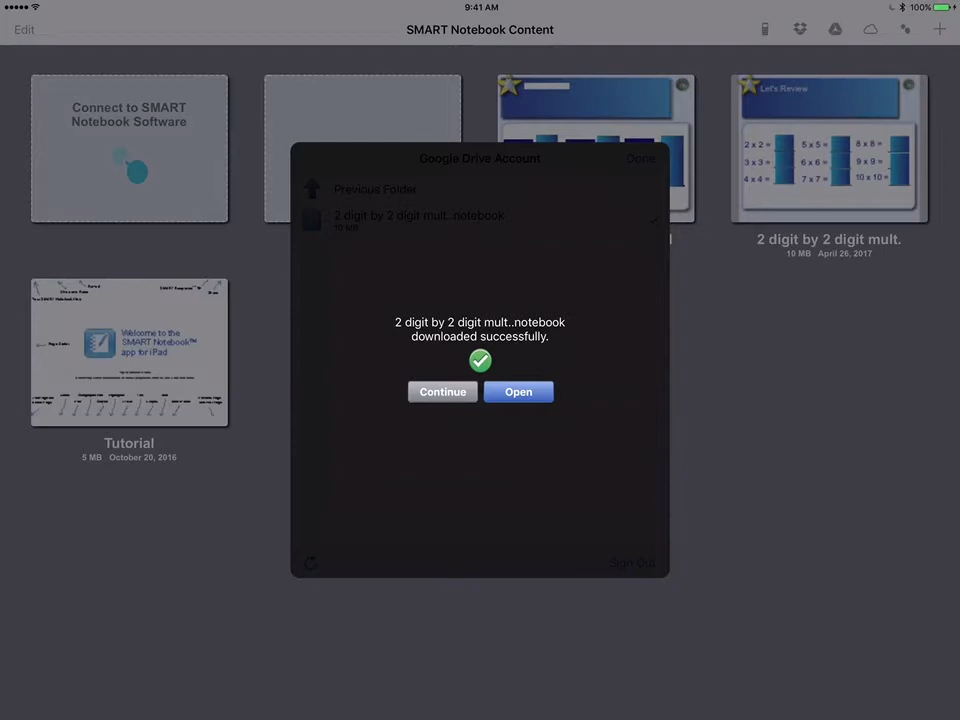 9:41 AM
100%
Edit
SMART Notebook Content
Connect to SMART
Notebook Software
Let's Review
2 x 2 =
5 x 5 =
8 x 8 =
3 x 3 =
6 x 6 =
9 x 9 =
4 x 4 =
7 x 7 =
10 x 10 =
Google Drive Account
Done
Previous Folder
2 digit by 2 digit mult..notebook
10 MB
2 digit by 2 digit mult.
10 MB April 26, 2017
2 digit by 2 digit mult..notebook
downloaded successfully.
Continue
Open
Welcome to the
SMART Notebook™
app for iPad
Tutorial
5 MB October 20, 2016
Sign Out